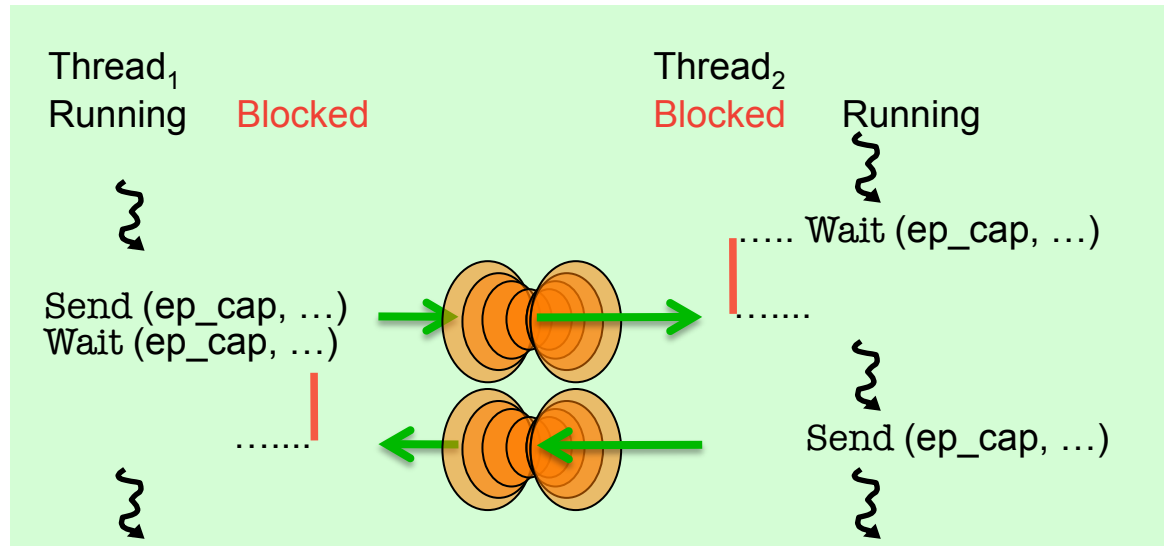 Thread₁
Running Blocked
Send (ep_cap, …)
Wait (ep_cap, …)
…....
Thread₂
Blocked Running
….. Wait (ep_cap, …)
…....
Send (ep_cap, …)